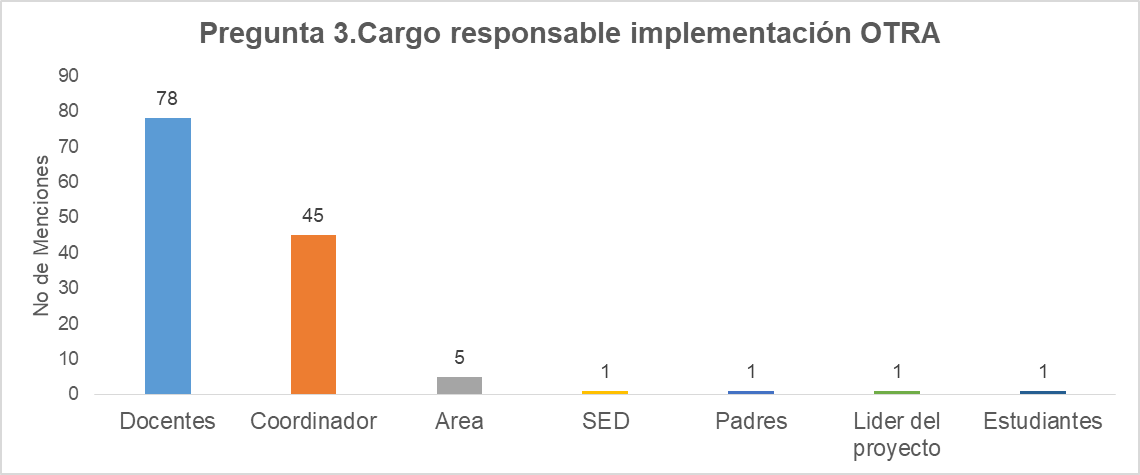 Pregunta 3.Cargo responsable implementación OTRA
No de Menciones
90
80
70
60
50
40
30
20
10
0
78
45
5
1
1
1
1
Docentes
Coordinador
Area
SED
Padres
Lider del
proyecto
Estudiantes